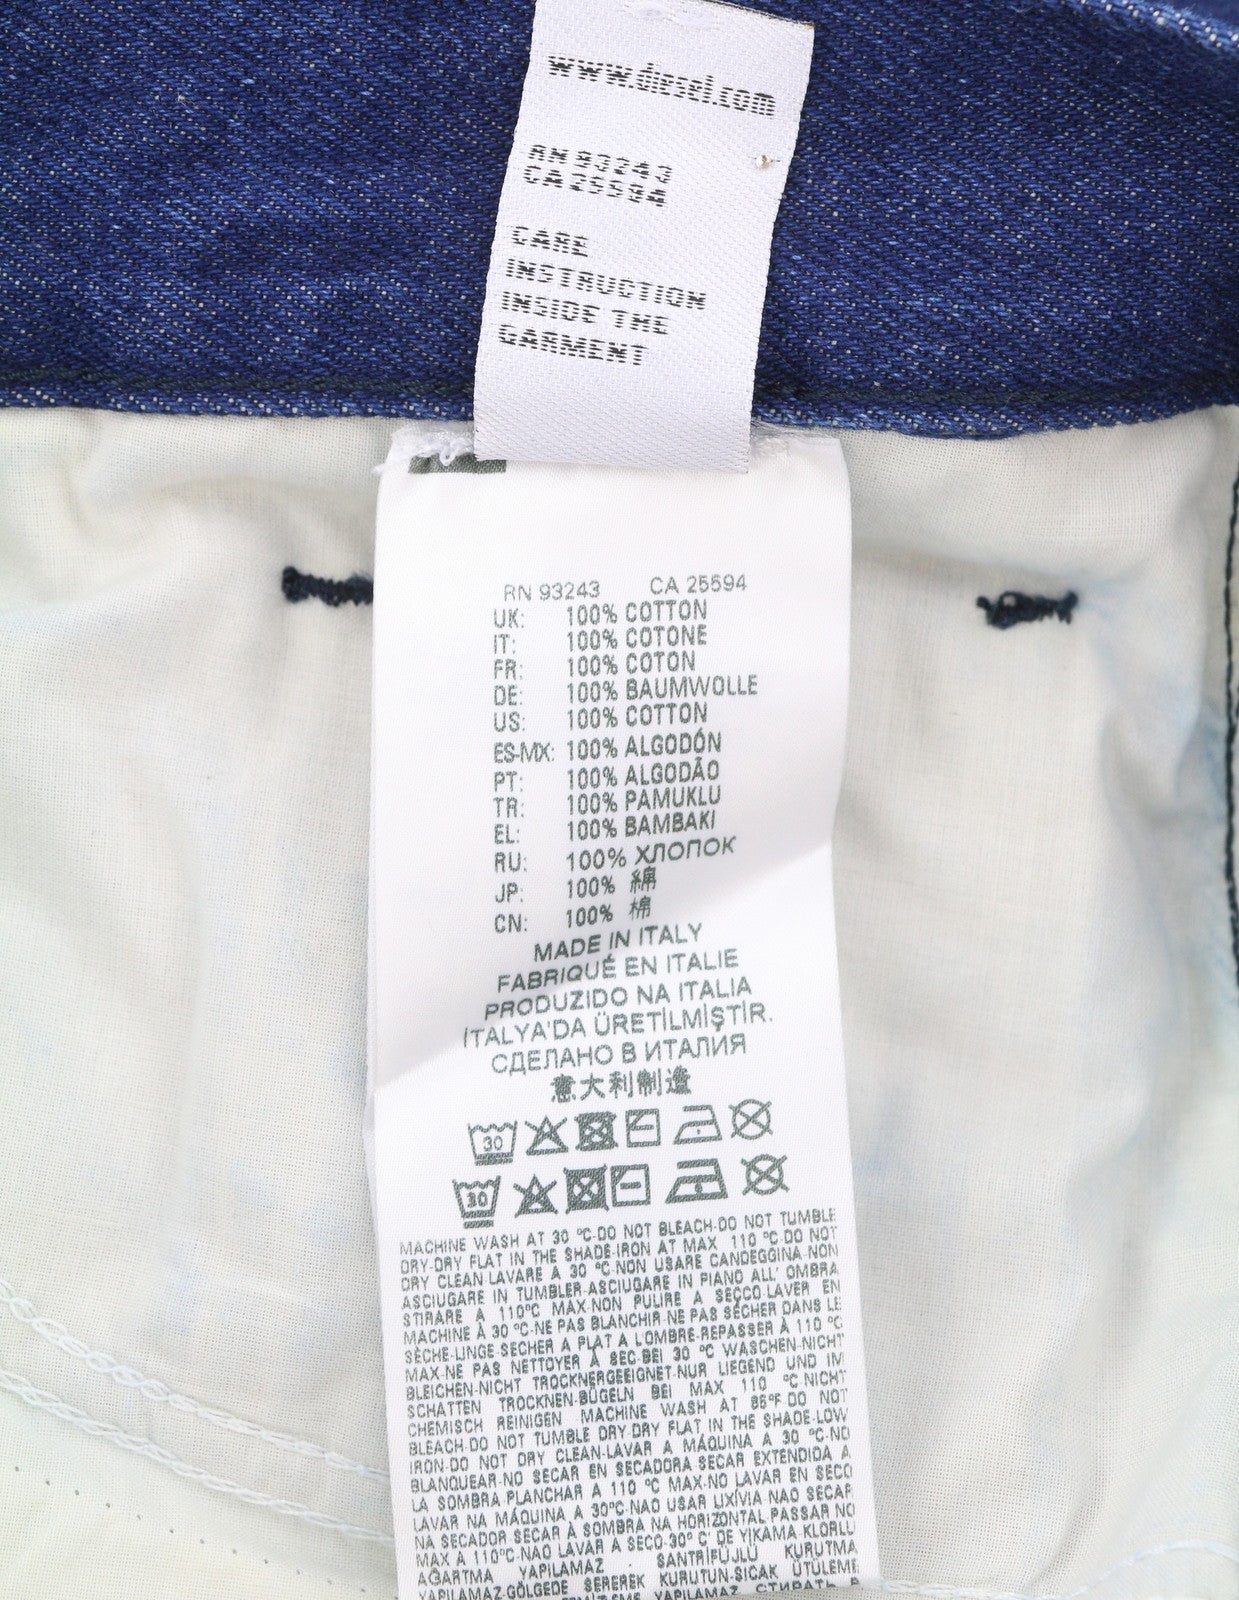 www.diesel.com
RN 93243
CA 25594
CARE
INSTRUCTION
INSIDE THE
GARMENT
RN 93243 CA 25594
UK: 100% COTTON
IT: 100% COTONE
FR: 100% COTON
DE: 100% BAUMWOLLE
US: 100% COTTON
ES-MX: 100% ALGODÓN
PT: 100% ALGODÃO
TR: 100% PAMUKLU
EL: 100% BAMBAKI
RU: 100% ХЛОПОК
JP: 100% 綿
CN: 100% 棉
MADE IN ITALY
FABRIQUÉ EN ITALIE
PRODUZIDO NA ITALIA
İTALYA'DA ÜRETİLMİŞTİR.
СДЕЛАНО В ИТАЛИЯ
意大利制造
30
30
MACHINE WASH AT 30 °C-DO NOT BLEACH-DO NOT TUMBLE
DRY-DRY FLAT IN THE SHADE-IRON AT MAX 110 °C-DO NOT
DRY CLEAN-LAVARE A 30 °C-NON USARE CANDEGGINA-NON
ASCIUGARE IN TUMBLER-ASCIUGARE IN PIANO ALL' OMBRA
STIRARE A 110°C MAX-NON PULIRE A SECCO-LAVER EN
MACHINE À 30 °C-NE PAS BLANCHIR-NE PAS SÉCHER DANS LE
SÈCHE-LINGE-SECHER A PLAT A L'OMBRE-REPASSER À 110 °C
MAX-NE PAS NETTOYER À SEC-BEI 30 °C WASCHEN-NICHT
BLEICHEN-NICHT TROCKNERGEEIGNET-NUR LIEGEND UND IM
SCHATTEN TROCKNEN-BÜGELN BEI MAX 110 °C-NICHT
CHEMISCH REINIGEN MACHINE WASH AT 86°F-DO NOT
BLEACH-DO NOT TUMBLE DRY-DRY FLAT IN THE SHADE-LOW
IRON-DO NOT DRY CLEAN-LAVAR A MÁQUINA A 30 °C-NO
BLANQUEAR-NO SECAR EN SECADORA SECAR EXTENDIDA A
LA SOMBRA-PLANCHAR A 110 °C MAX-NO LAVAR EN SECO
LAVAR NA MÁQUINA A 30°C-NAO USAR LIXÍVIA-NAO SECAR
NA SECADOR SECAR À SOMBRA NA HORIZONTAL PASSAR NO
MAX A 110°C-NAO LAVAR A SECO-30° C' DE YIKAMA-KLORLU
AĞARTMA YAPILAMAZ - SANTRİFÜJLÜ KURUTMA
YAPILAMAZ-GÖLGEDE SEREREK KURUTUN-SICAK ÜTÜLEME
YAPILAMAZ-СТИРАТЬ В